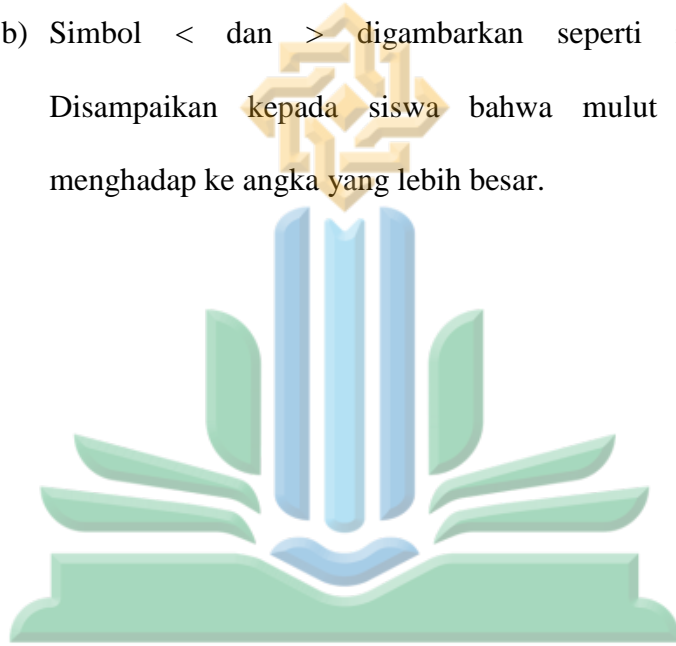 b) Simbol < dan > digambarkan seperti
Disampaikan kepada siswa bahwa mulut
menghadap ke angka yang lebih besar.